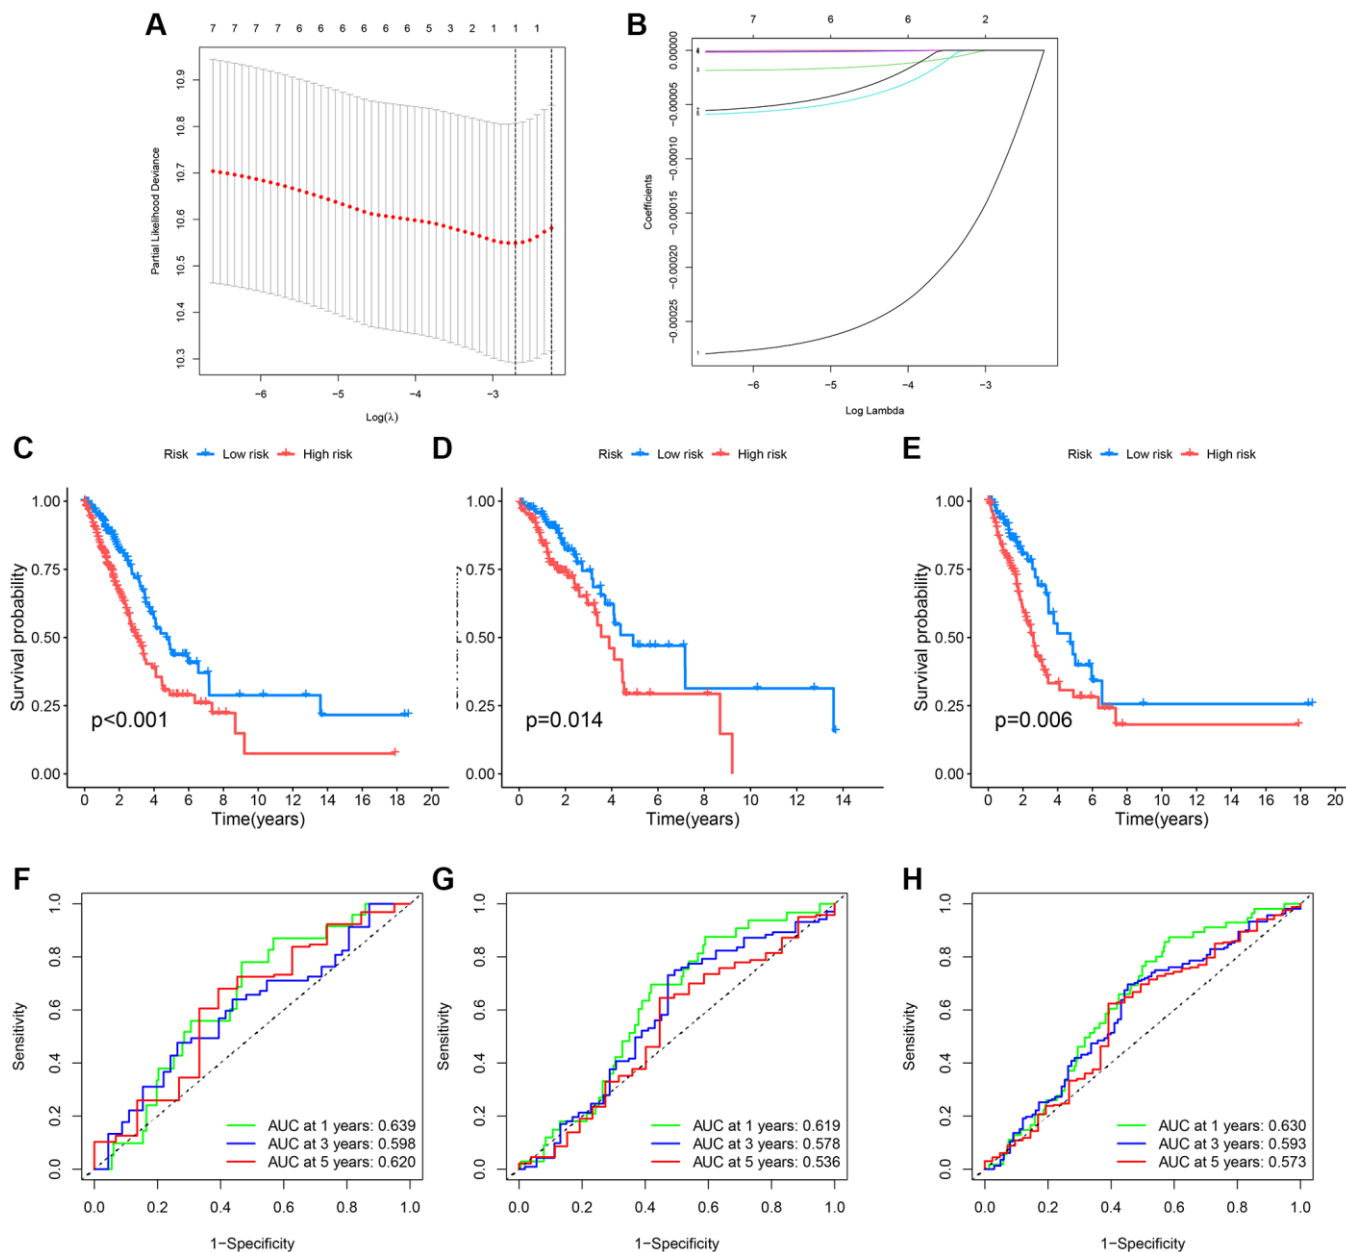 A
7 7 7 7 6 6 6 6 6 6 5 3 2 1 1 1
Partial Likelihood Deviance
10.9
10.8
10.7
10.6
10.5
10.4
10.3
−6 −5 −4 −3
Log(λ)
B
7 6 6 2
Coefficients
0.00000
−0.00005
−0.00010
−0.00015
−0.00020
−0.00025
3
1
−6 −5 −4 −3
Log Lambda
C
Risk Low risk High risk
Survival probability
1.00
0.75
0.50
0.25
0.00
p<0.001
0 2 4 6 8 10 12 14 16 18 20
Time(years)
D
Risk Low risk High risk
1.00
0.75
0.50
0.25
0.00
p=0.014
0 2 4 6 8 10 12 14
Time(years)
E
Risk Low risk High risk
Survival probability
1.00
0.75
0.50
0.25
0.00
p=0.006
0 2 4 6 8 10 12 14 16 18 20
Time(years)
F
Sensitivity
1.0
0.8
0.6
0.4
0.2
0.0
AUC at 1 years: 0.639
AUC at 3 years: 0.598
AUC at 5 years: 0.620
0.0 0.2 0.4 0.6 0.8 1.0
1−Specificity
G
Sensitivity
1.0
0.8
0.6
0.4
0.2
0.0
AUC at 1 years: 0.619
AUC at 3 years: 0.578
AUC at 5 years: 0.536
0.0 0.2 0.4 0.6 0.8 1.0
1−Specificity
H
Sensitivity
1.0
0.8
0.6
0.4
0.2
0.0
AUC at 1 years: 0.630
AUC at 3 years: 0.593
AUC at 5 years: 0.573
0.0 0.2 0.4 0.6 0.8 1.0
1−Specificity